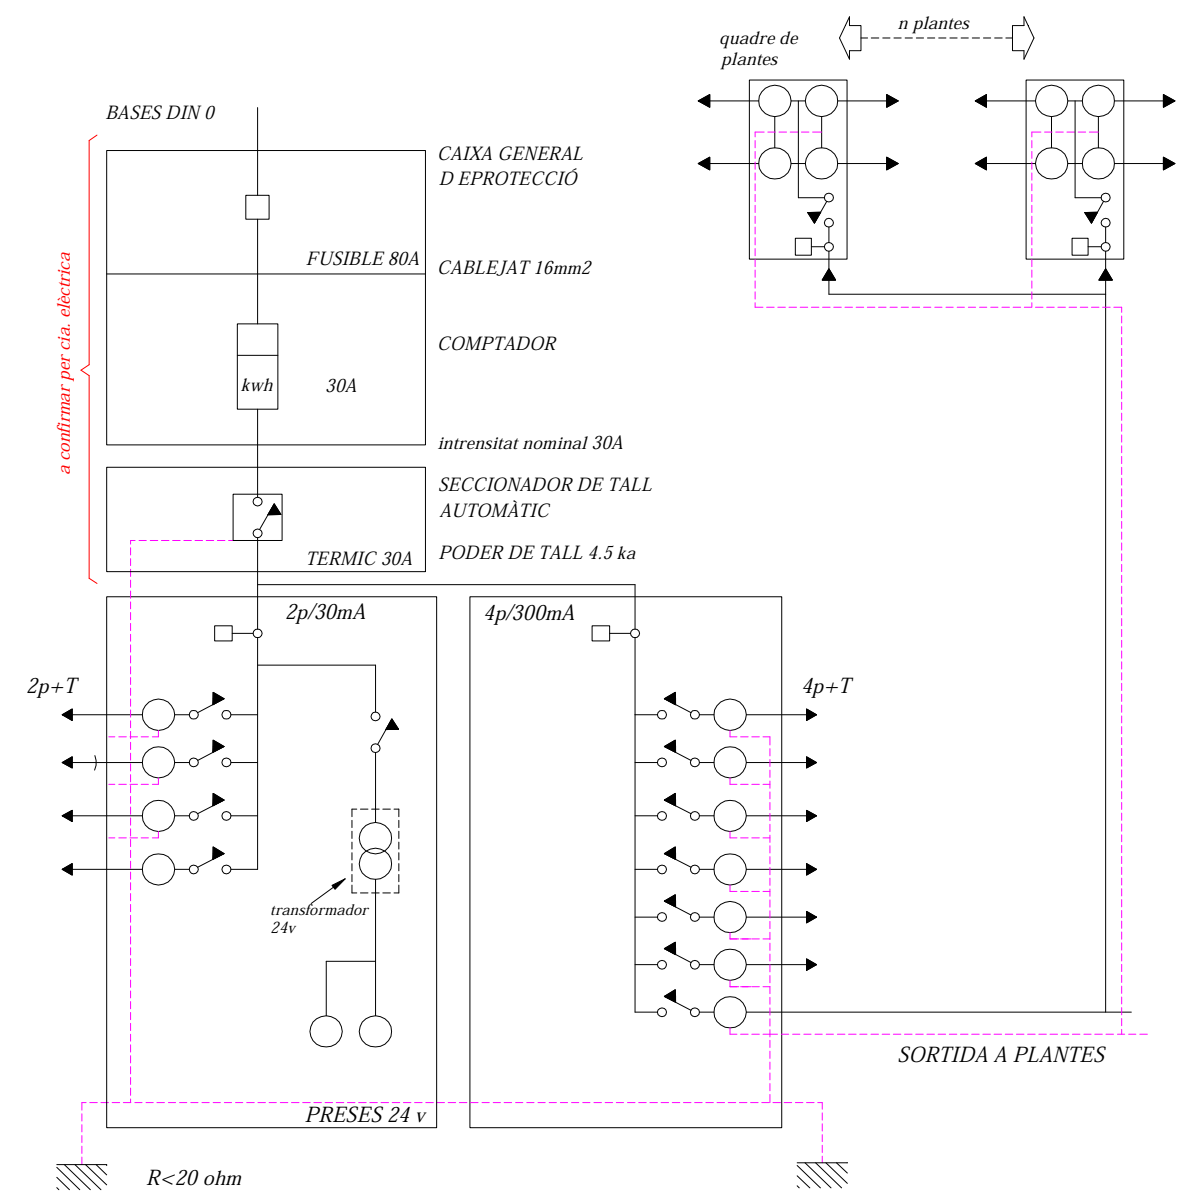 n plantes
quadre de
plantes
BASES DIN 0
CAIXA GENERAL
D EPROTECCIÓ
FUSIBLE 80A
CABLEJAT 16mm2
a confirmar per cia. elèctrica
COMPTADOR
kwh
30A
intrensitat nominal 30A
SECCIONADOR DE TALL
AUTOMÀTIC
TERMIC 30A
PODER DE TALL 4.5 ka
2p/30mA
4p/300mA
2p+T
4p+T
transformador
24v
SORTIDA A PLANTES
PRESES 24 v
R<20 ohm